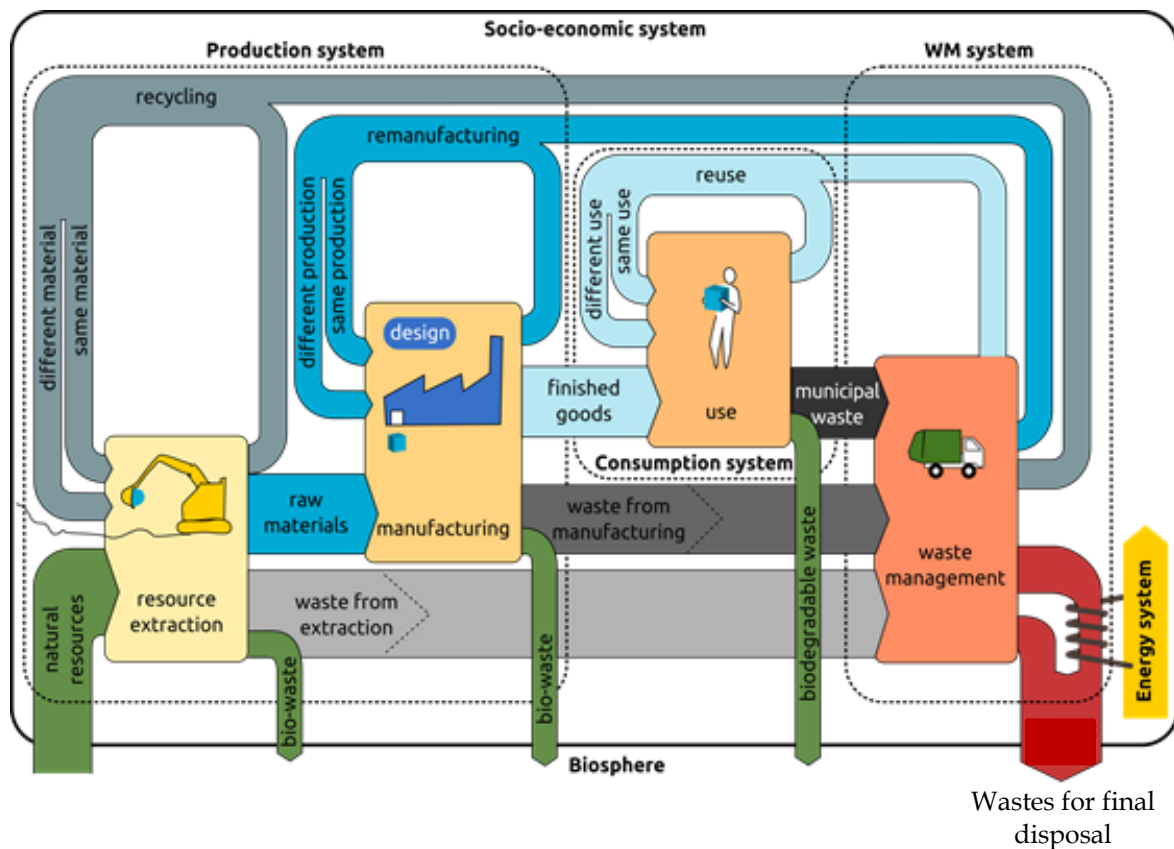 Socio-economic system
Production system
WM system
recycling
remanufacturing
reuse
different material
same material
different production
same production
different use
same use
design
finished
goods
use
municipal
waste
Consumption system
raw
materials
manufacturing
waste from
manufacturing
waste
management
resource
extraction
waste from
extraction
natural
resources
bio-waste
bio-waste
biodegradable waste
Energy system
Biosphere
Wastes for final
disposal